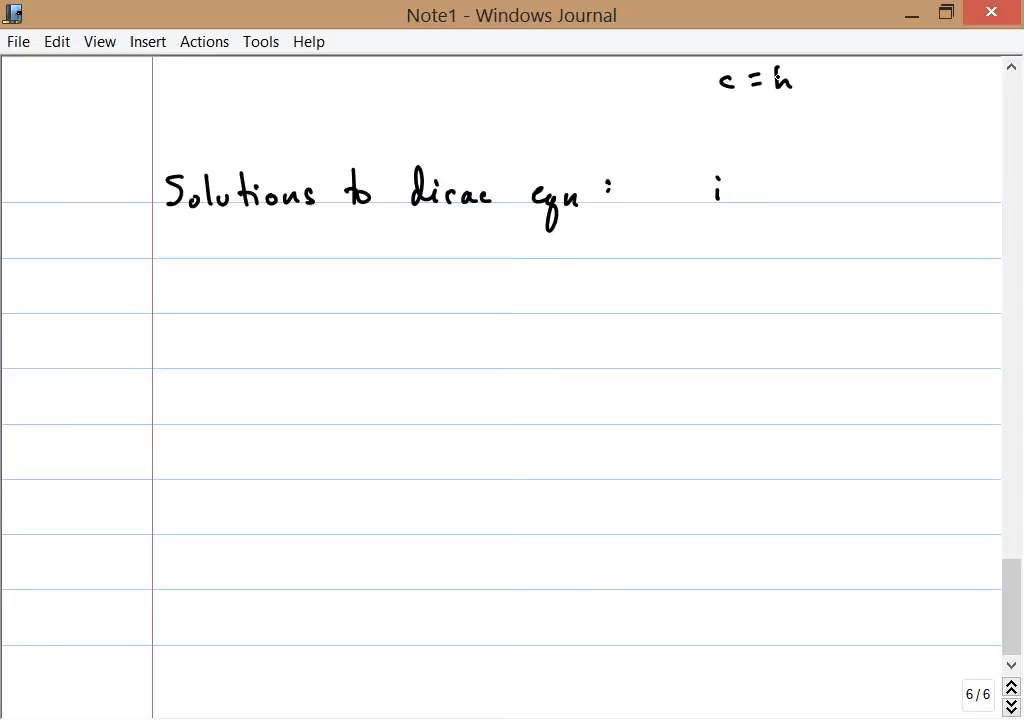 Note1 - Windows Journal
File Edit View Insert Actions Tools Help
c = h
Solutions to dirac eqn : i
6 / 6